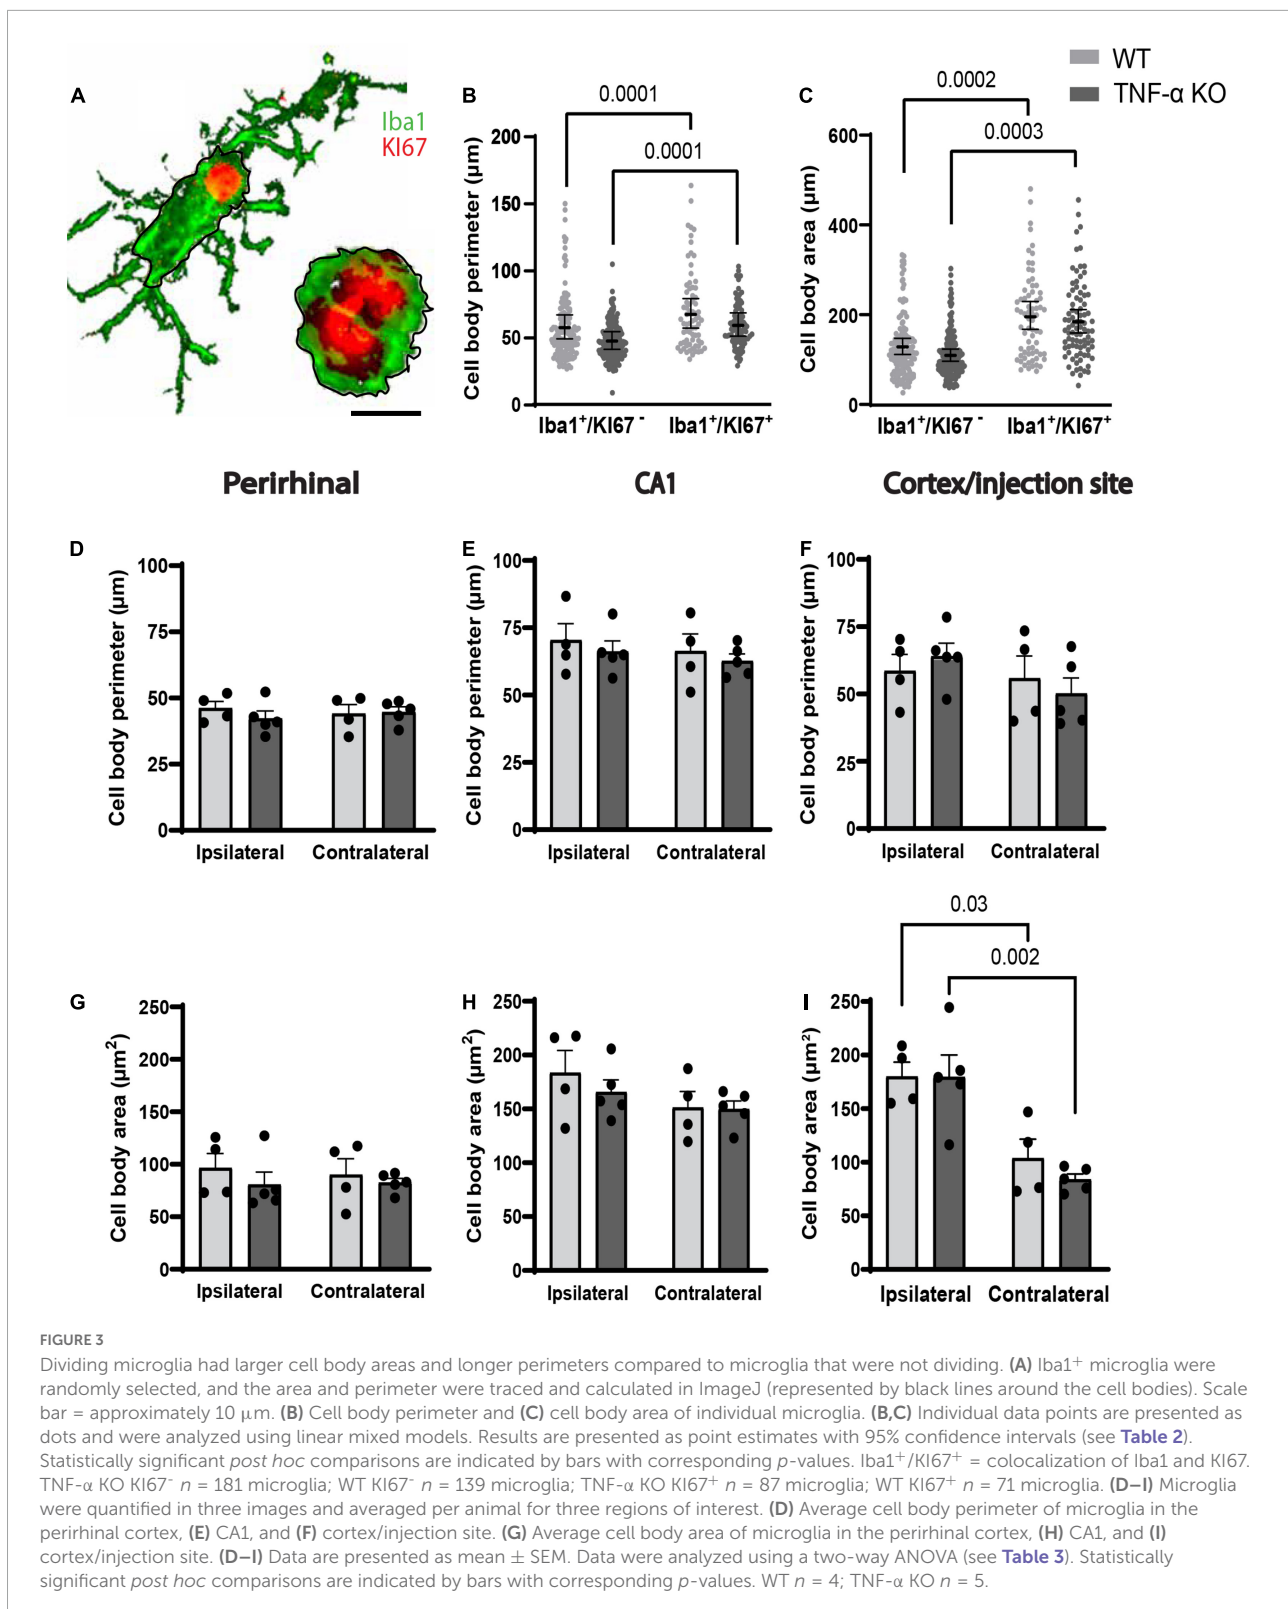 A
Iba1
KI67
B
0.0001
0.0001
Cell body perimeter (µm)
200
150
100
50
0
Iba1+/KI67-
Iba1+/KI67+
C
WT
TNF-α KO
0.0002
0.0003
Cell body area (µm)
600
400
200
0
Iba1+/KI67-
Iba1+/KI67+
Perirhinal
CA1
Cortex/injection site
D
Cell body perimeter (µm)
100
75
50
25
0
Ipsilateral
Contralateral
E
Cell body perimeter (µm)
100
75
50
25
0
Ipsilateral
Contralateral
F
Cell body perimeter (µm)
100
75
50
25
0
Ipsilateral
Contralateral
G
Cell body area (µm²)
250
200
150
100
50
0
Ipsilateral
Contralateral
H
Cell body area (µm²)
250
200
150
100
50
0
Ipsilateral
Contralateral
I
0.03
0.002
Cell body area (µm²)
250
200
150
100
50
0
Ipsilateral
Contralateral
FIGURE 3
Dividing microglia had larger cell body areas and longer perimeters compared to microglia that were not dividing. (A) Iba1+ microglia were
randomly selected, and the area and perimeter were traced and calculated in ImageJ (represented by black lines around the cell bodies). Scale
bar = approximately 10 µm. (B) Cell body perimeter and (C) cell body area of individual microglia. (B,C) Individual data points are presented as
dots and were analyzed using linear mixed models. Results are presented as point estimates with 95% confidence intervals (see Table 2).
Statistically significant post hoc comparisons are indicated by bars with corresponding p-values. Iba1+/KI67+ = colocalization of Iba1 and KI67.
TNF-α KO KI67- n = 181 microglia; WT KI67- n = 139 microglia; TNF-α KO KI67+ n = 87 microglia; WT KI67+ n = 71 microglia. (D–I) Microglia
were quantified in three images and averaged per animal for three regions of interest. (D) Average cell body perimeter of microglia in the
perirhinal cortex, (E) CA1, and (F) cortex/injection site. (G) Average cell body area of microglia in the perirhinal cortex, (H) CA1, and (I)
cortex/injection site. (D–I) Data are presented as mean ± SEM. Data were analyzed using a two-way ANOVA (see Table 3). Statistically
significant post hoc comparisons are indicated by bars with corresponding p-values. WT n = 4; TNF-α KO n = 5.